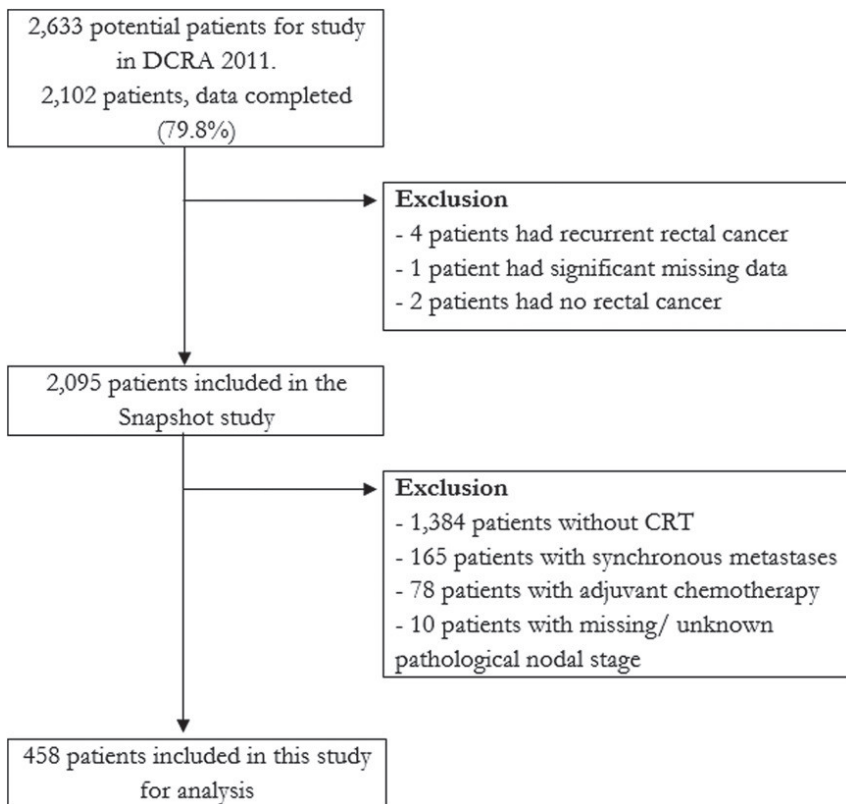 2,633 potential patients for study
in DCRA 2011.
2,102 patients, data completed
(79.8%)
Exclusion
- 4 patients had recurrent rectal cancer
- 1 patient had significant missing data
- 2 patients had no rectal cancer
2,095 patients included in the
Snapshot study
Exclusion
- 1,384 patients without CRT
- 165 patients with synchronous metastases
- 78 patients with adjuvant chemotherapy
- 10 patients with missing/ unknown
pathological nodal stage
458 patients included in this study
for analysis